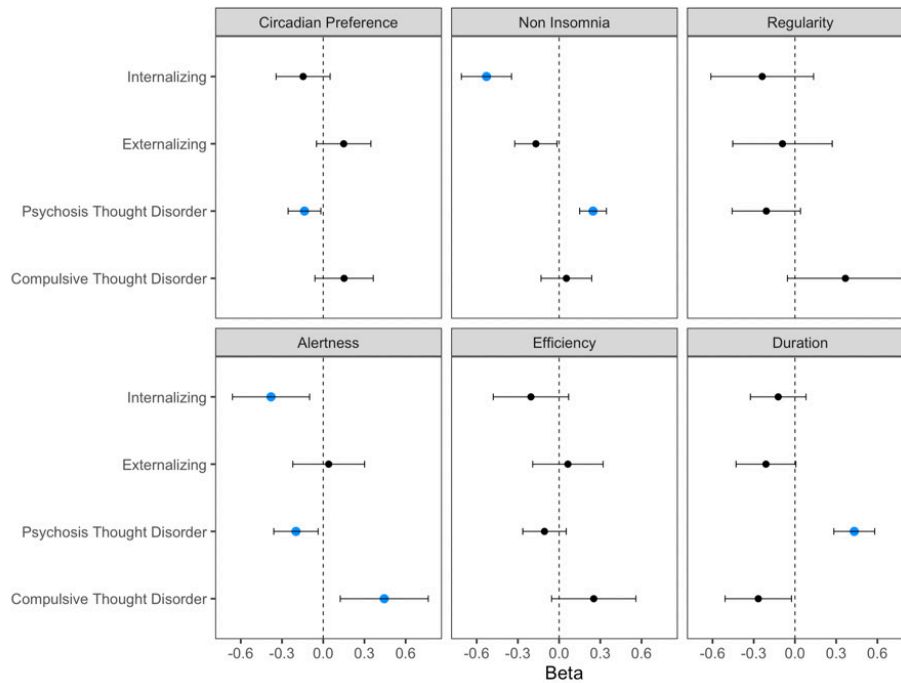 Circadian Preference Non Insomnia Regularity
Internalizing
Externalizing
Psychosis Thought Disorder
Compulsive Thought Disorder
Alertness Efficiency Duration
Internalizing
Externalizing
Psychosis Thought Disorder
Compulsive Thought Disorder
-0.6 -0.3 0.0 0.3 0.6 -0.6 -0.3 0.0 0.3 0.6 -0.6 -0.3 0.0 0.3 0.6
Beta